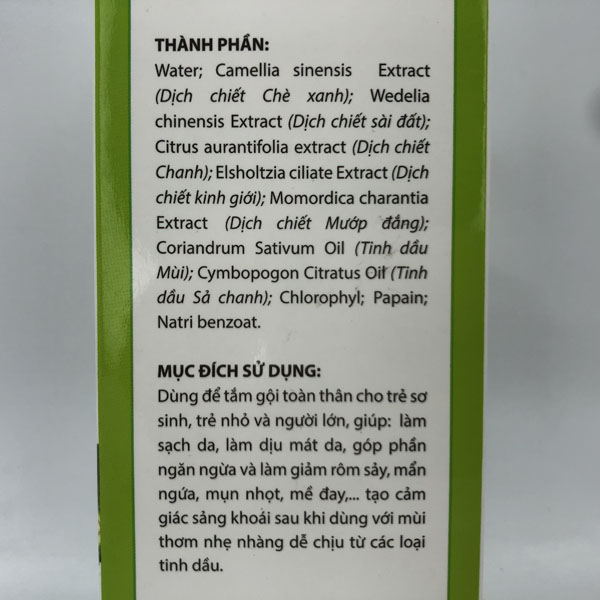 THÀNH PHẦN:
Water; Camellia sinensis Extract
(Dịch chiết Chè xanh); Wedelia
chinensis Extract (Dịch chiết sài đất);
Citrus aurantifolia extract (Dịch chiết
Chanh); Elsholtzia ciliate Extract (Dịch
chiết kinh giới); Momordica charantia
Extract (Dịch chiết Mướp đắng);
Coriandrum Sativum Oil (Tinh dầu
Mùi); Cymbopogon Citratus Oil (Tinh
dầu Sả chanh); Chlorophyl; Papain;
Natri benzoat.
MỤC ĐÍCH SỬ DỤNG:
Dùng để tắm gội toàn thân cho trẻ sơ
sinh, trẻ nhỏ và người lớn, giúp: làm
sạch da, làm dịu mát da, góp phần
ngăn ngừa và làm giảm rôm sảy, mẩn
ngứa, mụn nhọt, mề đay,... tạo cảm
giác sảng khoái sau khi dùng với mùi
thơm nhẹ nhàng dễ chịu từ các loại
tinh dầu.